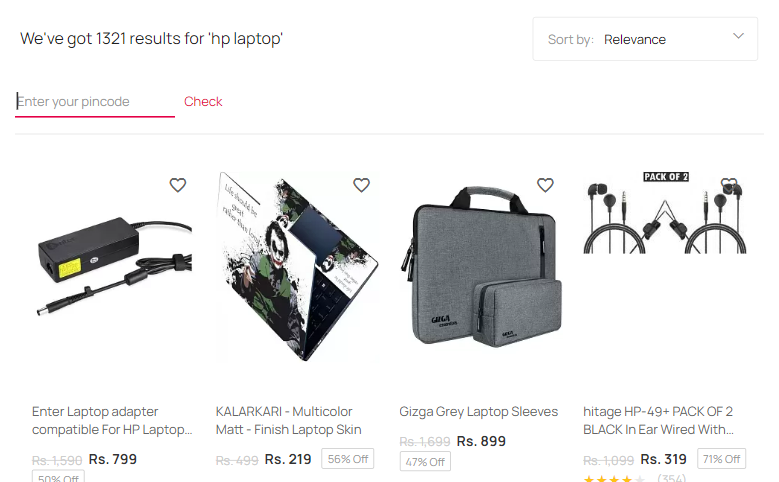 We've got 1321 results for 'hp laptop'
Sort by: Relevance
Enter your pincode Check
PACK OF 2
Life should be
great
rather than long
GIZGA
GIZGA
Enter Laptop adapter
compatible For HP Laptop...
Rs. 1,590 Rs. 799
50% Off
KALARKARI - Multicolor
Matt - Finish Laptop Skin
Rs. 499 Rs. 219 56% Off
Gizga Grey Laptop Sleeves
Rs. 1,699 Rs. 899
47% Off
hitage HP-49+ PACK OF 2
BLACK In Ear Wired With...
Rs. 1,099 Rs. 319 71% Off
(354)